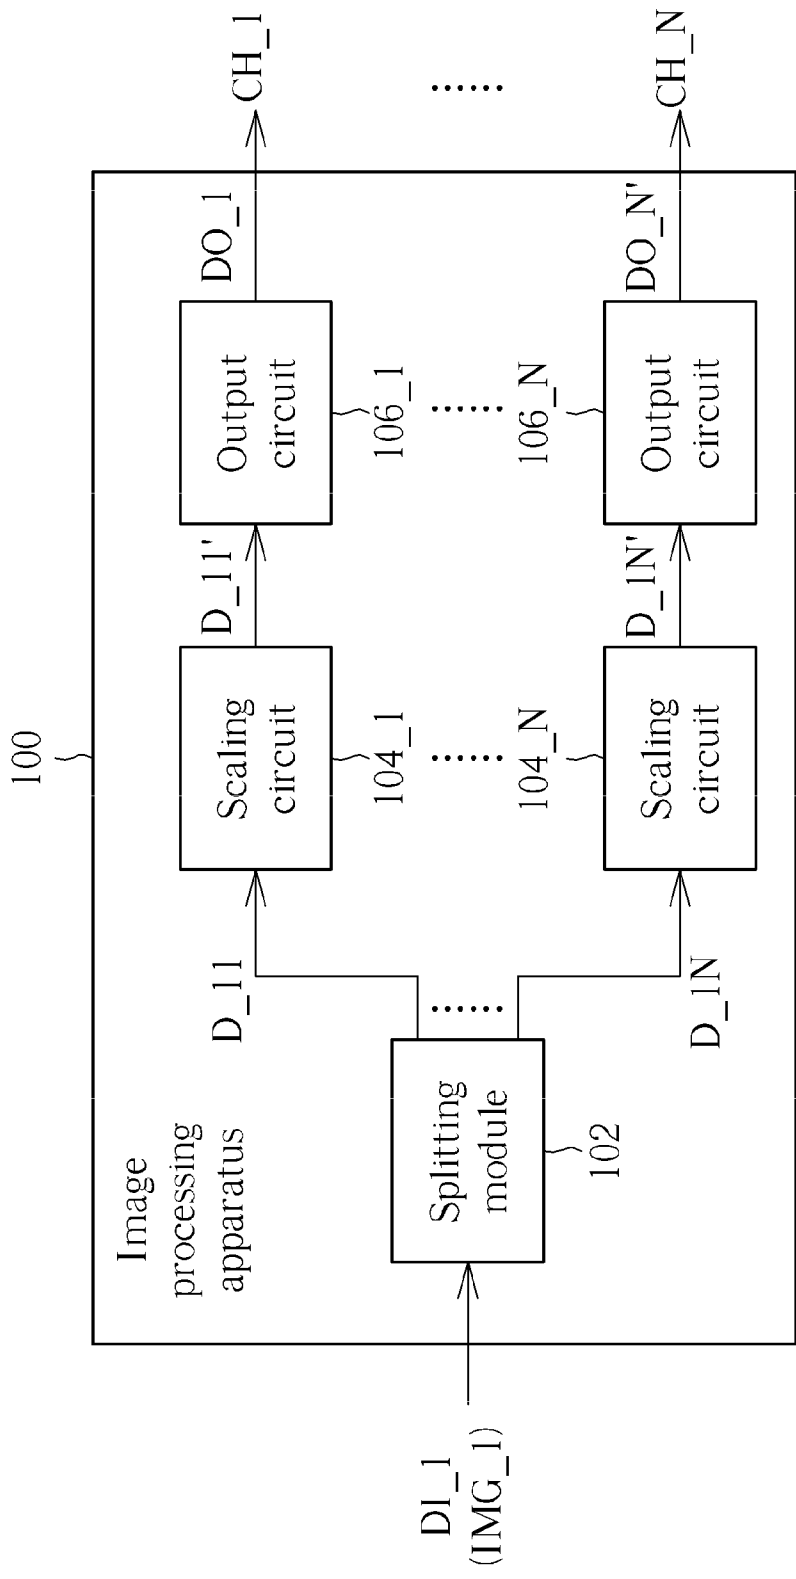 100
Image
processing
apparatus
DI_1
(IMG_1)
Splitting
module
102
D_11
......
D_1N
Scaling
circuit
104_1
......
104_N
Scaling
circuit
D_11'
D_1N'
Output
circuit
106_1
......
106_N
Output
circuit
DO_1
DO_N'
CH_1
......
CH_N